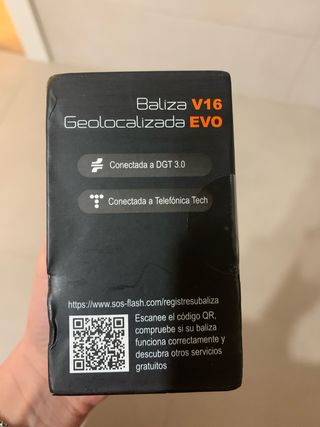 Baliza V16
Geolocalizada EVO
Conectada a DGT 3.0
Conectada a Telefónica Tech
https://www.sos-flash.com/registresubaliza
Escanee el código QR,
compruebe si su baliza
funciona correctamente y
descubra otros servicios
gratuitos